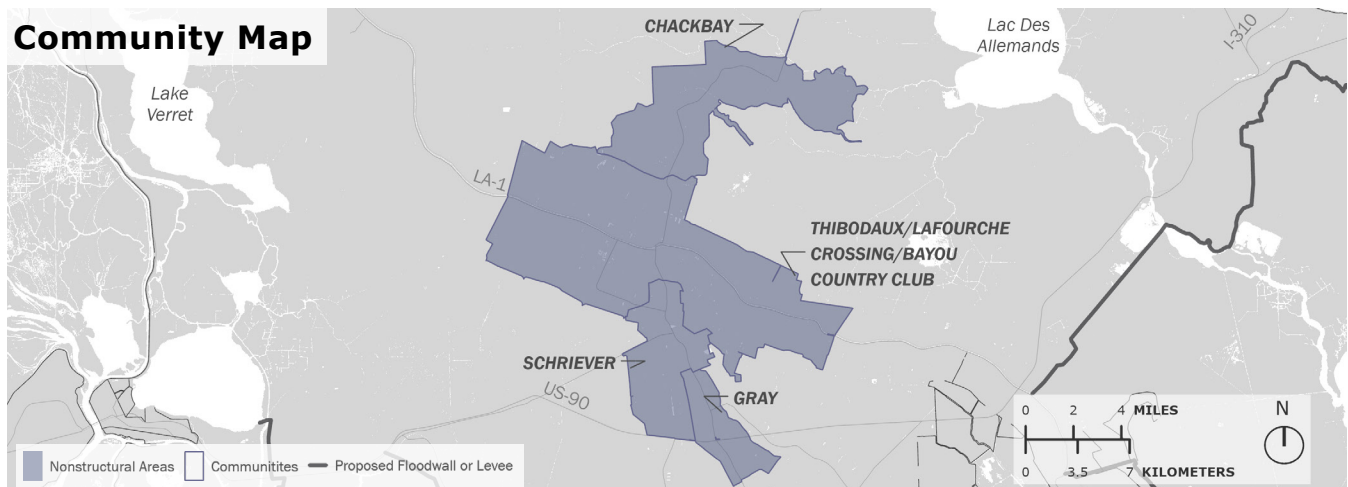 Community Map
CHACKBAY
Lac Des
Allemands
I-310
Lake
Verret
LA-1
THIBODAUX/LAFOURCHE
CROSSING/BAYOU
COUNTRY CLUB
SCHRIEVER
US-90
GRAY
0 2 4 MILES
N
0 3.5 7 KILOMETERS
Nonstructural Areas
Communitites
Proposed Floodwall or Levee